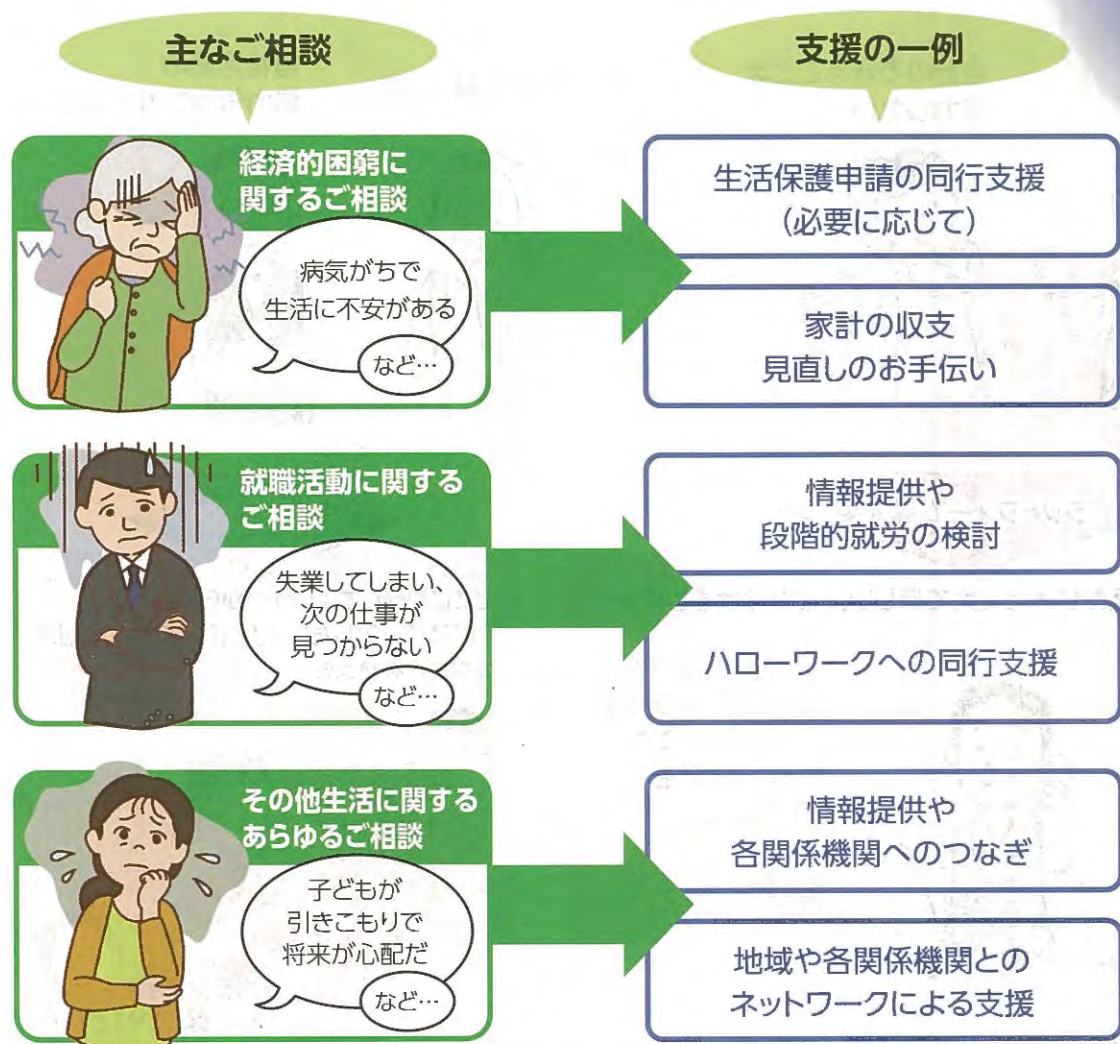 主なご相談
支援の一例
経済的困窮に
関するご相談
病気がちで
生活に不安がある
など…
生活保護申請の同行支援
（必要に応じて）
家計の収支
見直しのお手伝い
就職活動に関する
ご相談
失業してしまい、
次の仕事が
見つからない
など…
情報提供や
段階的就労の検討
ハローワークへの同行支援
その他生活に関する
あらゆるご相談
子どもが
引きこもりで
将来が心配だ
など…
情報提供や
各関係機関へのつなぎ
地域や各関係機関との
ネットワークによる支援